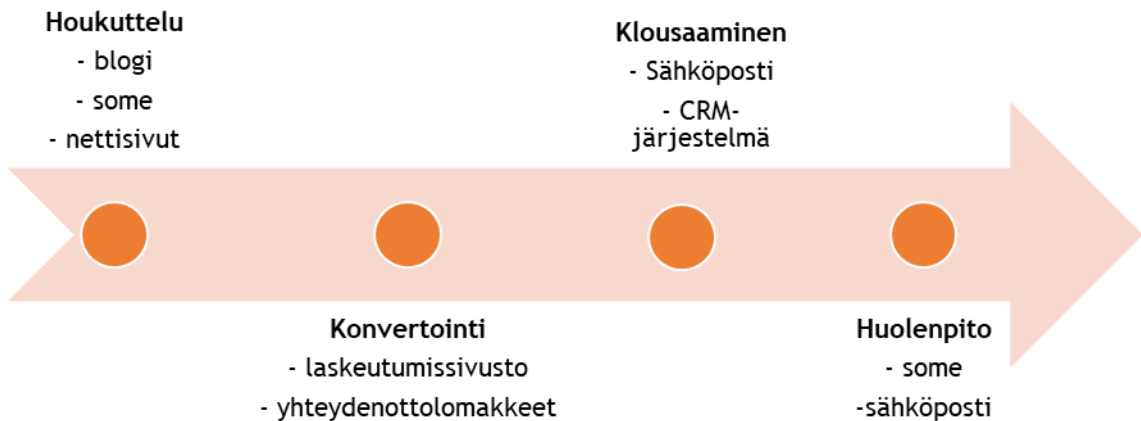 Houkuttelu
- blogi
- some
- nettisivut
Konvertointi
- laskeutumissivusto
- yhteydenottolomakkeet
Klousaaminen
- Sähköposti
- CRM-
järjestelmä
Huolenpito
- some
-sähköposti